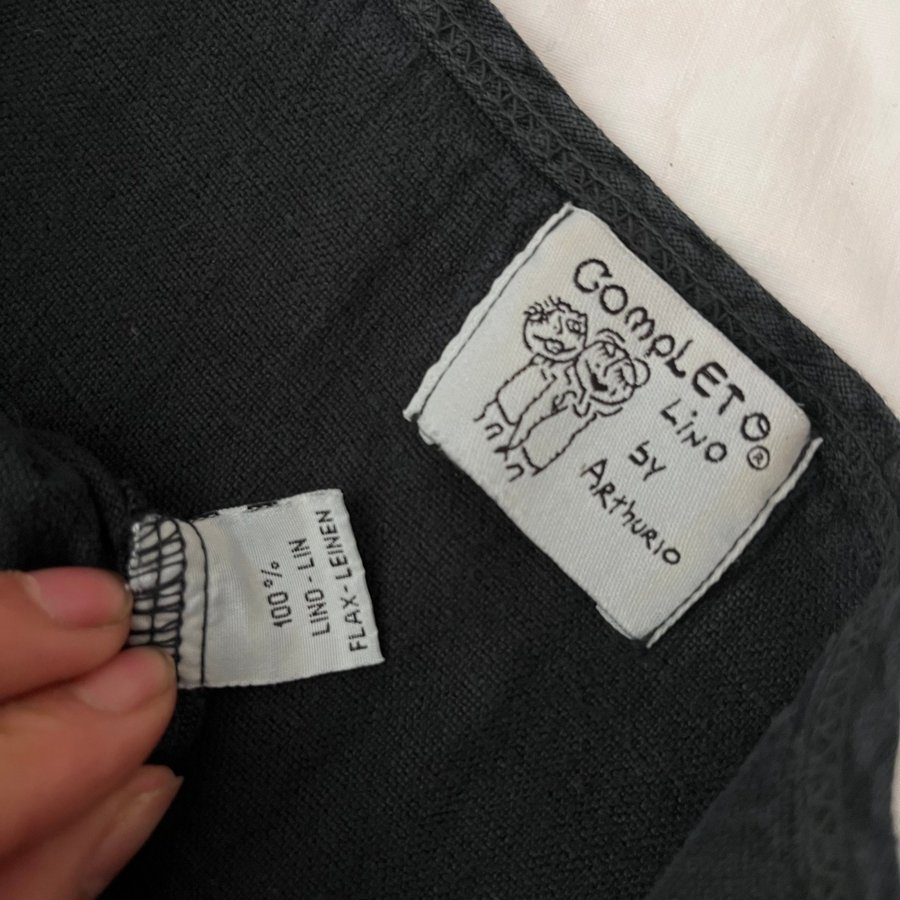 COMPLETO®
LiNO
by
ARThURiO
100%
LINO-LIN
FLAX-LEINEN